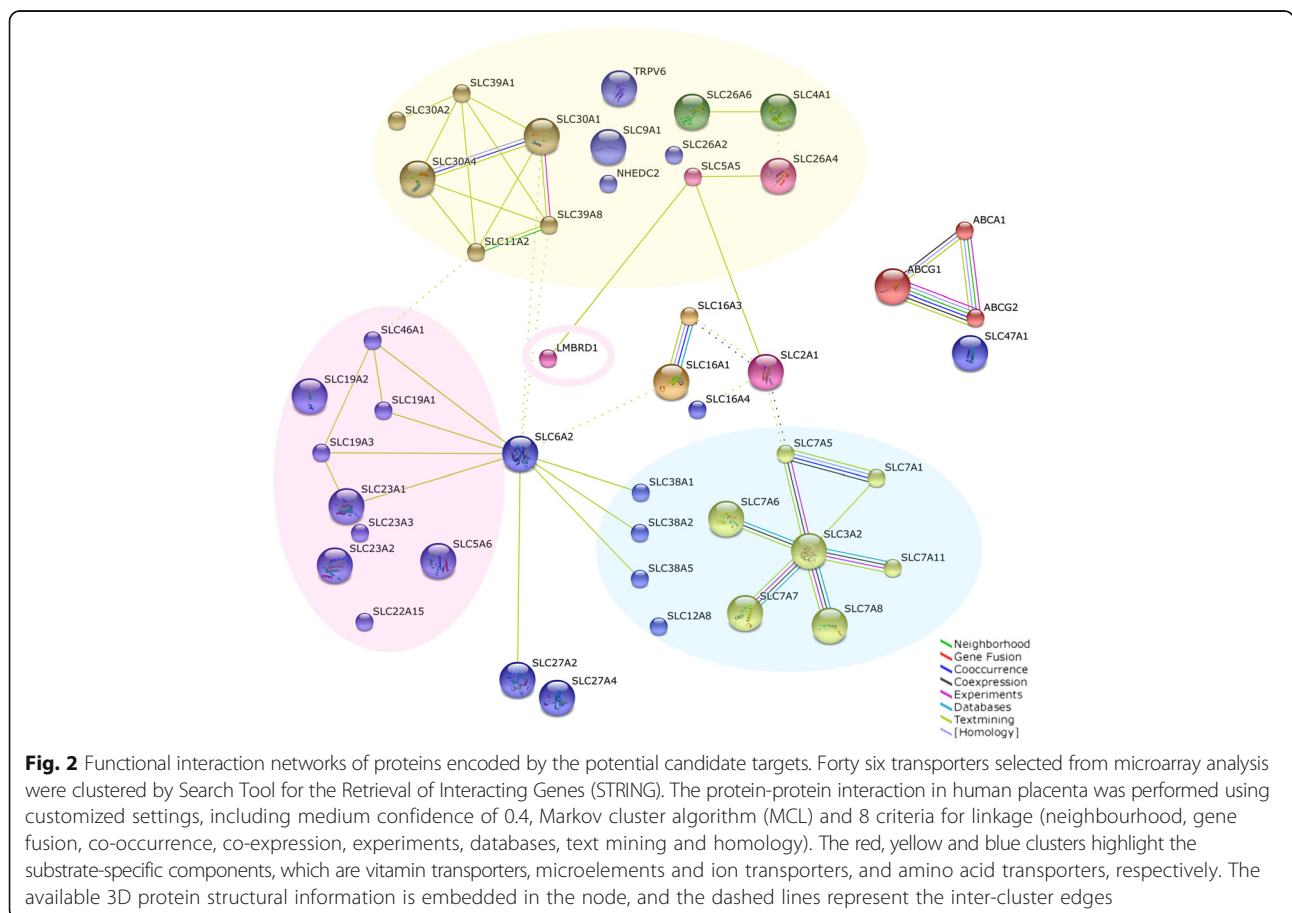 TRPV6
SLC39A1
SLC26A6
SLC4A1
SLC30A2
SLC30A1
SLC9A1
SLC26A2
SLC30A4
SLC5A5
SLC26A4
NHEDC2
SLC39A8
SLC11A2
ABCA1
ABCG1
ABCG2
SLC47A1
SLC16A3
SLC46A1
LMBRD1
SLC2A1
SLC16A1
SLC19A2
SLC19A1
SLC16A4
SLC19A3
SLC6A2
SLC7A5
SLC7A1
SLC38A1
SLC23A1
SLC7A6
SLC23A3
SLC38A2
SLC3A2
SLC23A2
SLC5A6
SLC7A11
SLC38A5
SLC7A7
SLC7A8
SLC22A15
SLC12A8
SLC27A2
SLC27A4
Neighborhood
Gene Fusion
Cooccurrence
Coexpression
Experiments
Databases
Textmining
[Homology]
Fig. 2 Functional interaction networks of proteins encoded by the potential candidate targets. Forty six transporters selected from microarray analysis
were clustered by Search Tool for the Retrieval of Interacting Genes (STRING). The protein-protein interaction in human placenta was performed using
customized settings, including medium confidence of 0.4, Markov cluster algorithm (MCL) and 8 criteria for linkage (neighbourhood, gene
fusion, co-occurrence, co-expression, experiments, databases, text mining and homology). The red, yellow and blue clusters highlight the
substrate-specific components, which are vitamin transporters, microelements and ion transporters, and amino acid transporters, respectively. The
available 3D protein structural information is embedded in the node, and the dashed lines represent the inter-cluster edges